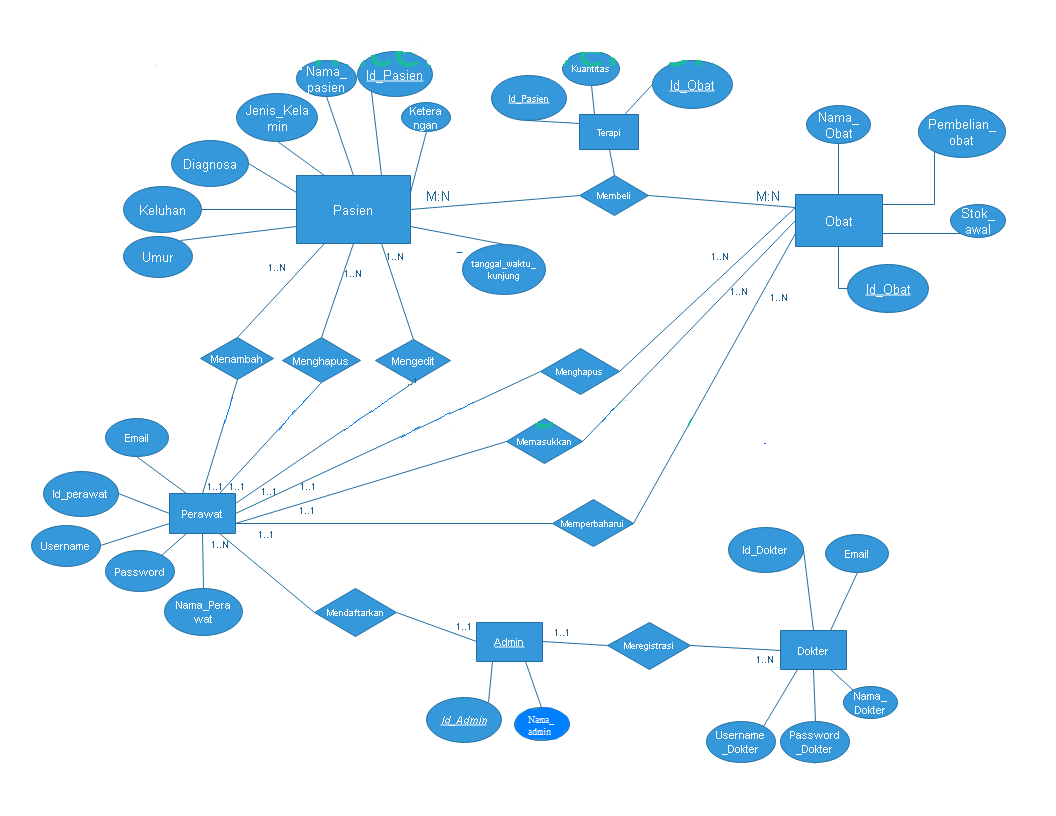 Nama_
pasien
Id_Pasien
Kuantitas
Id_Pasien
Id_Obat
Jenis_Kela
min
Ketera
ngan
Terapi
Nama_
Obat
Pembelian_
obat
Diagnosa
Membeli
M:N
M:N
Pasien
Obat
Keluhan
Stok_
awal
Umur
tanggal_waktu_
kunjung
Id_Obat
1..N
1..N
1..N
1..N
1..N
1..N
Menambah
Menghapus
Mengedit
Menghapus
Memasukkan
Memperbaharui
Email
Id_perawat
Username
Password
Nama_Pera
wat
Perawat
1..1
1..1
1..1
1..1
1..1
1..1
1..N
Mendaftarkan
1..1
Admin
1..1
Meregistrasi
1..N
Dokter
Id_Dokter
Email
Id_Admin
Nama_
admin
Nama_
Dokter
Username
_Dokter
Password
_Dokter